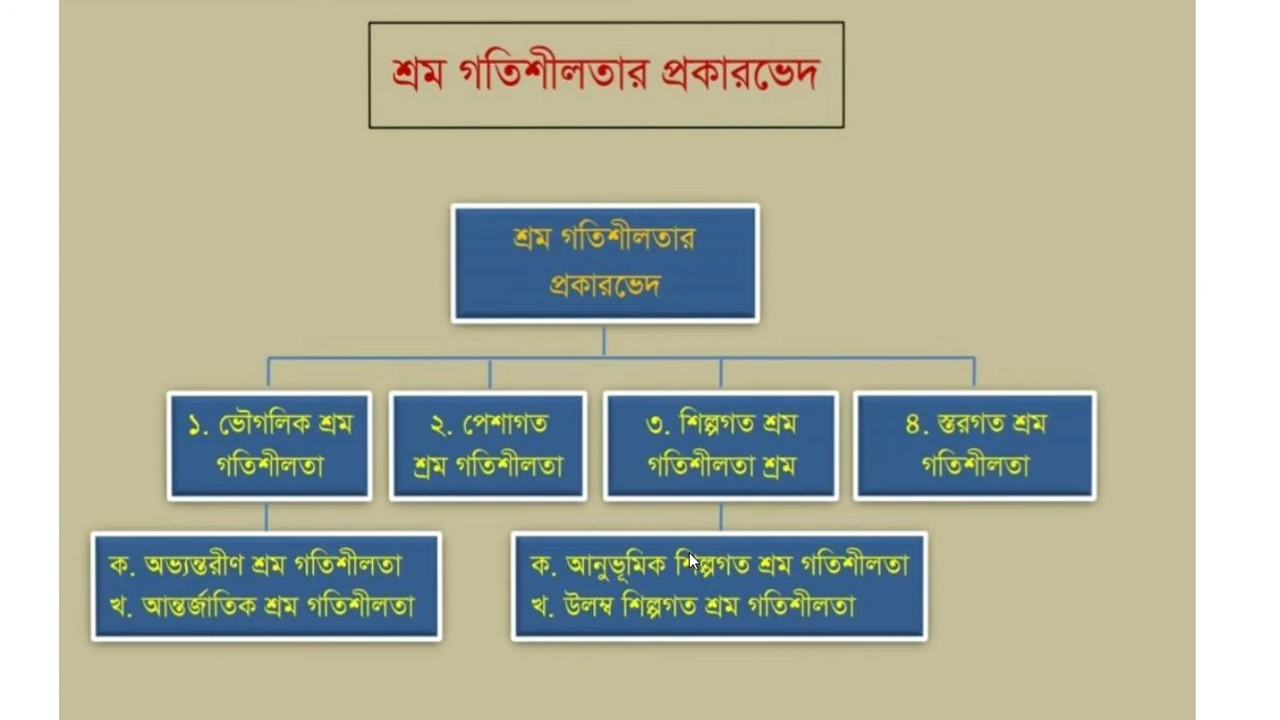 শ্রম গতিশীলতার প্রকারভেদ
শ্রম গতিশীলতার
প্রকারভেদ
১. ভৌগলিক শ্রম
গতিশীলতা
২. পেশাগত
শ্রম গতিশীলতা
৩. শিল্পগত শ্রম
গতিশীলতা শ্রম
৪. স্তরগত শ্রম
গতিশীলতা
ক. অভ্যন্তরীণ শ্রম গতিশীলতা
খ. আন্তর্জাতিক শ্রম গতিশীলতা
ক. আনুভূমিক শিল্পগত শ্রম গতিশীলতা
খ. উলম্ব শিল্পগত শ্রম গতিশীলতা